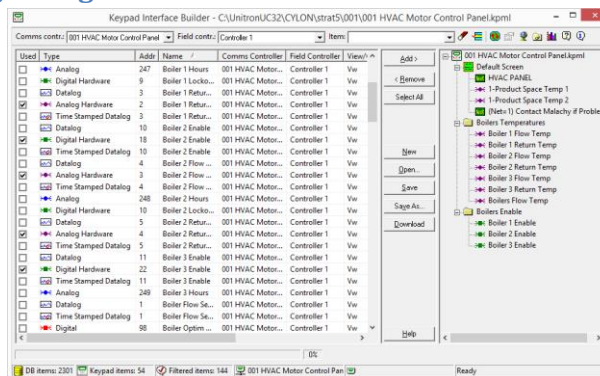 Keypad Interface Builder - C:\UnitronUC32\CYLON\strat5\001\001 HVAC Motor Control Panel.kpml
Comms contr.: 001 HVAC Motor Control Panel Field contr.: Controller 1 Item:
Used Type Addr Name Comms Controller Field Controller View/
Analog 247 Boiler 1 Hours 001 HVAC Motor... Controller 1 Vw
Digital Hardware 9 Boiler 1 Locko... 001 HVAC Motor... Controller 1 Vw
Datalog 3 Boiler 1 Retur... 001 HVAC Motor... Controller 1 Vw
Analog Hardware 2 Boiler 1 Retur... 001 HVAC Motor... Controller 1 Vw
Time Stamped Datalog 3 Boiler 1 Retur... 001 HVAC Motor... Controller 1 Vw
Datalog 10 Boiler 2 Enable 001 HVAC Motor... Controller 1 Vw
Digital Hardware 18 Boiler 2 Enable 001 HVAC Motor... Controller 1 Vw
Time Stamped Datalog 10 Boiler 2 Enable 001 HVAC Motor... Controller 1 Vw
Datalog 4 Boiler 2 Flow ... 001 HVAC Motor... Controller 1 Vw
Analog Hardware 3 Boiler 2 Flow ... 001 HVAC Motor... Controller 1 Vw
Time Stamped Datalog 4 Boiler 2 Flow ... 001 HVAC Motor... Controller 1 Vw
Analog 248 Boiler 2 Hours 001 HVAC Motor... Controller 1 Vw
Digital Hardware 10 Boiler 2 Locko... 001 HVAC Motor... Controller 1 Vw
Datalog 5 Boiler 2 Retur... 001 HVAC Motor... Controller 1 Vw
Analog Hardware 4 Boiler 2 Retur... 001 HVAC Motor... Controller 1 Vw
Time Stamped Datalog 5 Boiler 2 Retur... 001 HVAC Motor... Controller 1 Vw
Datalog 11 Boiler 3 Enable 001 HVAC Motor... Controller 1 Vw
Digital Hardware 22 Boiler 3 Enable 001 HVAC Motor... Controller 1 Vw
Time Stamped Datalog 11 Boiler 3 Enable 001 HVAC Motor... Controller 1 Vw
Analog 249 Boiler 3 Hours 001 HVAC Motor... Controller 1 Vw
Datalog 1 Boiler Flow Se... 001 HVAC Motor... Controller 1 Vw
Time Stamped Datalog 1 Boiler Flow Se... 001 HVAC Motor... Controller 1 Vw
Digital 98 Boiler Optim ... 001 HVAC Motor... Controller 1 Vw
Add >
< Remove
Select All
New
Open...
Save
Save As...
Download
Help
001 HVAC Motor Control Panel.kpml
Default Screen
HVAC PANEL
1-Product Space Temp 1
1-Product Space Temp 2
(Net=1) Contact Malachy if Proble
Boilers Temperatures
Boiler 1 Flow Temp
Boiler 1 Return Temp
Boiler 2 Flow Temp
Boiler 2 Return Temp
Boiler 3 Flow Temp
Boiler 3 Return Temp
Boilers Flow Temp
Boilers Enable
Boiler 1 Enable
Boiler 2 Enable
Boiler 3 Enable
0%
DB items: 2301 Keypad items: 54 Filtered items: 144 001 HVAC Motor Control Pan Ready